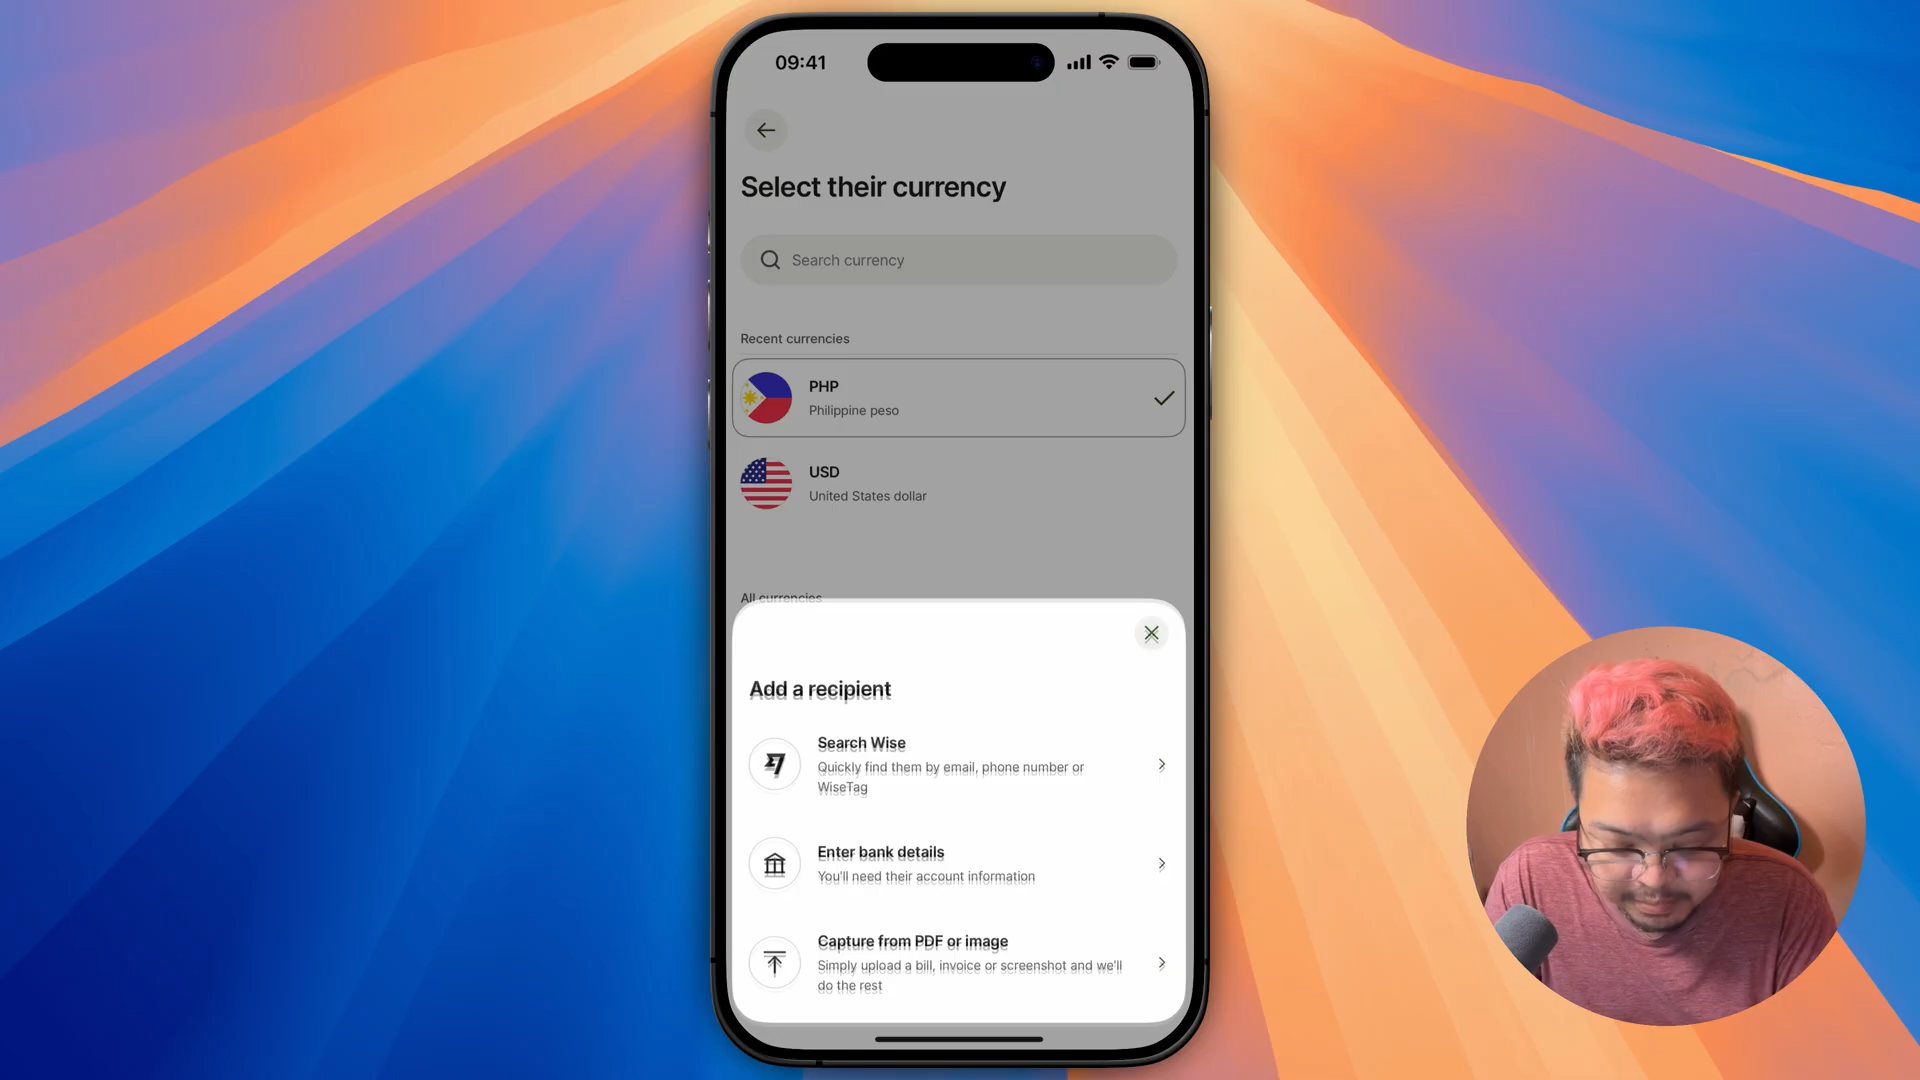 09:41
Select their currency
Search currency
Recent currencies
PHP
Philippine peso
USD
United States dollar
All currencies
Add a recipient
Search Wise
Quickly find them by email, phone number or
WiseTag
Enter bank details
You'll need their account information
Capture from PDF or image
Simply upload a bill, invoice or screenshot and we'll
do the rest